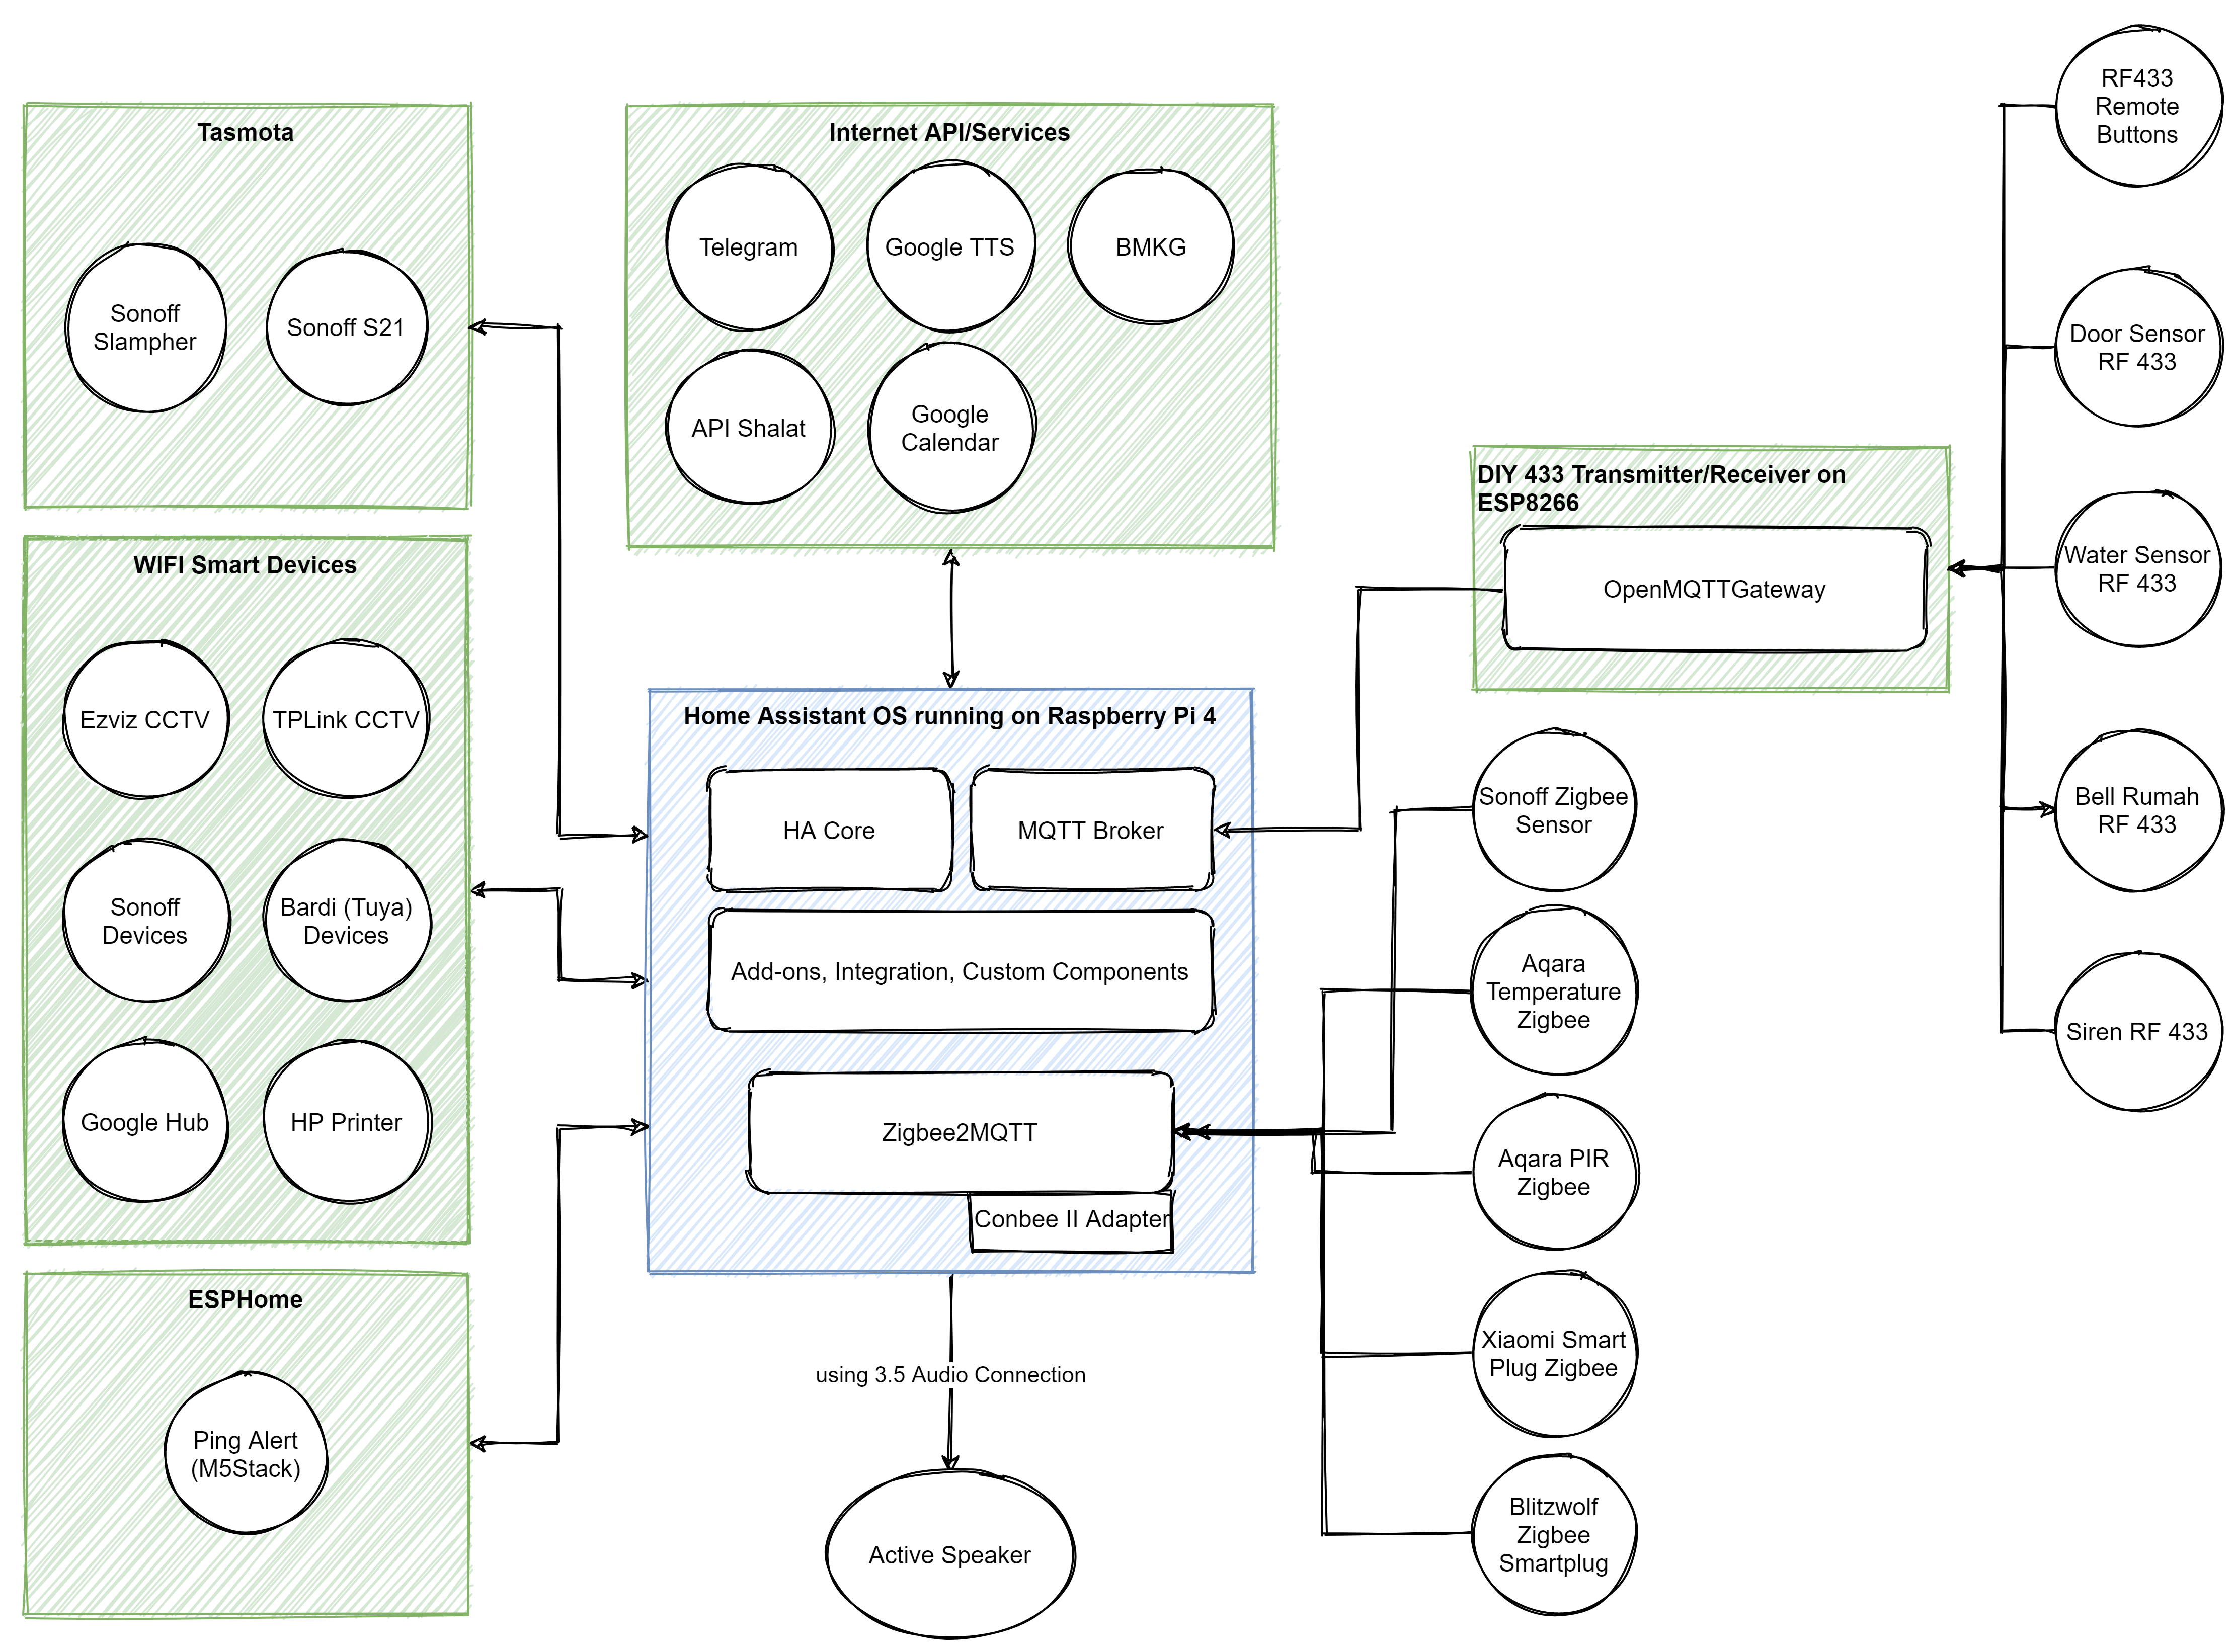 Tasmota
Sonoff
Slampher
Sonoff S21
WIFI Smart Devices
Ezviz CCTV
TPLink CCTV
Sonoff
Devices
Bardi (Tuya)
Devices
Google Hub
HP Printer
ESPHome
Ping Alert
(M5Stack)
Internet API/Services
Telegram
Google TTS
BMKG
API Shalat
Google
Calendar
Home Assistant OS running on Raspberry Pi 4
HA Core
MQTT Broker
Add-ons, Integration, Custom Components
Zigbee2MQTT
Conbee II Adapter
using 3.5 Audio Connection
Active Speaker
DIY 433 Transmitter/Receiver on
ESP8266
OpenMQTTGateway
Sonoff Zigbee
Sensor
Aqara
Temperature
Zigbee
Aqara PIR
Zigbee
Xiaomi Smart
Plug Zigbee
Blitzwolf
Zigbee
Smartplug
RF433
Remote
Buttons
Door Sensor
RF 433
Water Sensor
RF 433
Bell Rumah
RF 433
Siren RF 433